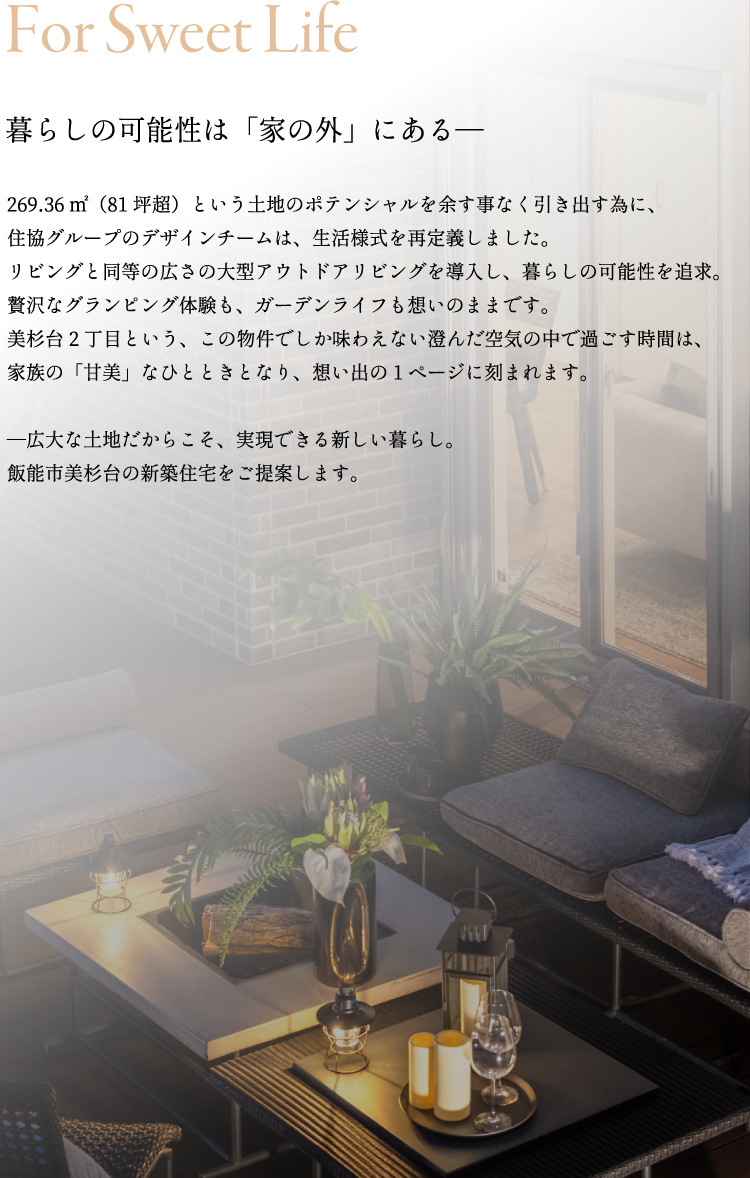 For Sweet Life
暮らしの可能性は「家の外」にある―
269.36 ㎡（81 坪超）という土地のポテンシャルを余す事なく引き出す為に、
住協グループのデザインチームは、生活様式を再定義しました。
リビングと同等の広さの大型アウトドアリビングを導入し、暮らしの可能性を追求。
贅沢なグランピング体験も、ガーデンライフも想いのままです。
美杉台２丁目という、この物件でしか味わえない澄んだ空気の中で過ごす時間は、
家族の「甘美」なひとときとなり、想い出の１ページに刻まれます。
―広大な土地だからこそ、実現できる新しい暮らし。
飯能市美杉台の新築住宅をご提案します。